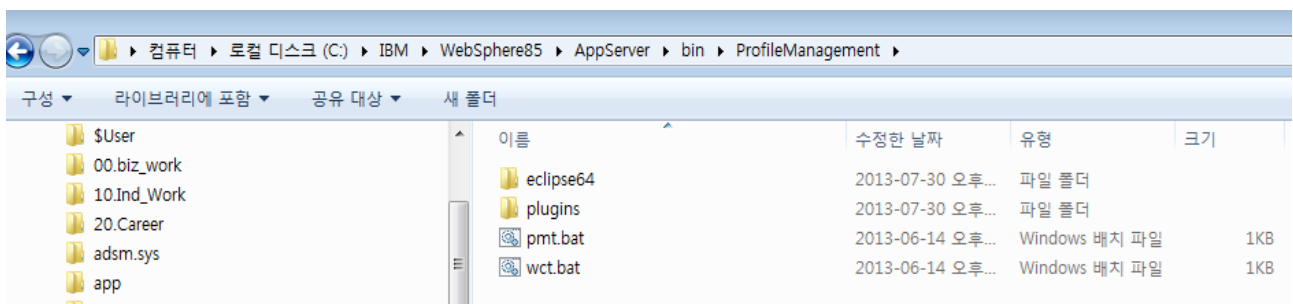 컴퓨터 ▸ 로컬 디스크 (C:) ▸ IBM ▸ WebSphere85 ▸ AppServer ▸ bin ▸ ProfileManagement ▸
구성 ▼ 라이브러리에 포함 ▼ 공유 대상 ▼ 새 폴더
$User
00.biz_work
10.Ind_Work
20.Career
adsm.sys
app
이름 수정한 날짜 유형 크기
eclipse64 2013-07-30 오후... 파일 폴더
plugins 2013-07-30 오후... 파일 폴더
pmt.bat 2013-06-14 오후... Windows 배치 파일 1KB
wct.bat 2013-06-14 오후... Windows 배치 파일 1KB